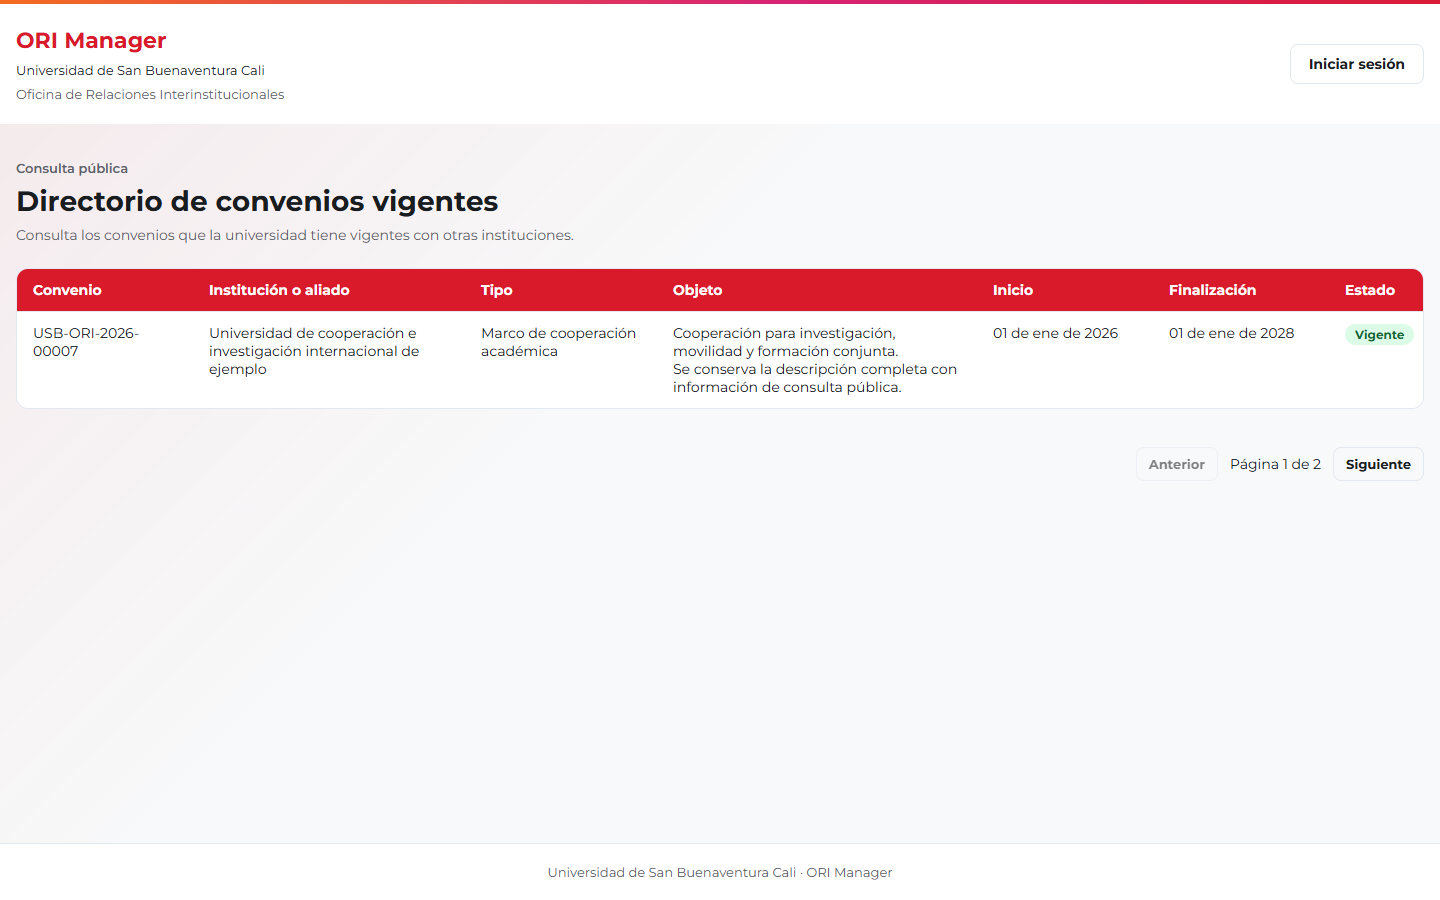 ORI Manager
Universidad de San Buenaventura Cali
Oficina de Relaciones Interinstitucionales
Iniciar sesión
Consulta pública
Directorio de convenios vigentes
Consulta los convenios que la universidad tiene vigentes con otras instituciones.
Convenio Institución o aliado Tipo Objeto Inicio Finalización Estado
USB-ORI-2026-
00007
Universidad de cooperación e
investigación internacional de
ejemplo
Marco de cooperación
académica
Cooperación para investigación,
movilidad y formación conjunta.
Se conserva la descripción completa con
información de consulta pública.
01 de ene de 2026
01 de ene de 2028
Vigente
Anterior Página 1 de 2 Siguiente
Universidad de San Buenaventura Cali · ORI Manager